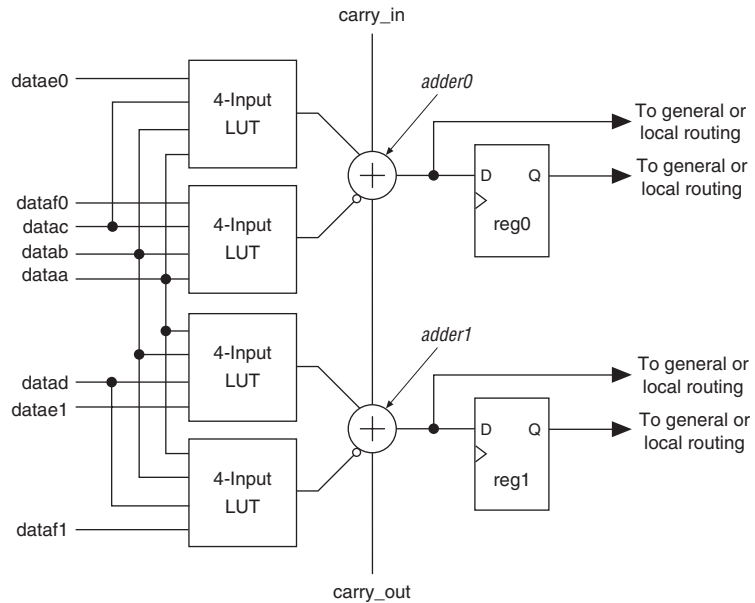 carry_in
adder0
datae0
4-Input
LUT
To general or
local routing
D Q
reg0
To general or
local routing
dataf0
datac
datab
dataa
4-Input
LUT
4-Input
LUT
adder1
datad
datae1
To general or
local routing
D Q
reg1
To general or
local routing
4-Input
LUT
dataf1
carry_out